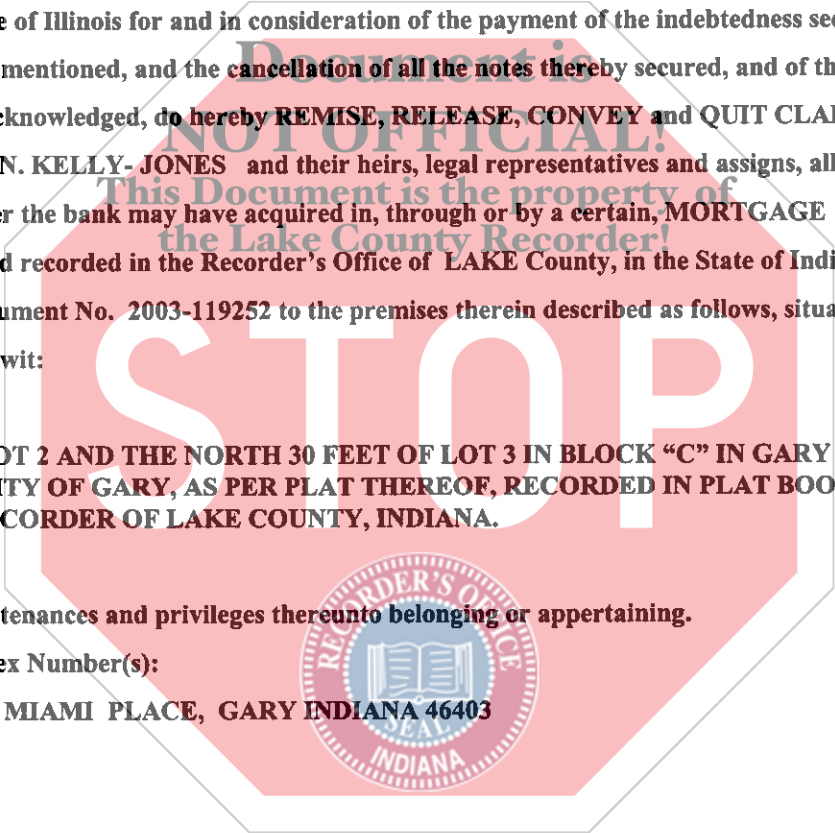 e of Illinois for and in consideration of the payment of the indebtedness sec
Document is
mentioned, and the cancellation of all the notes thereby secured, and of th
cknowledged, do hereby REMISE, RELEASE, CONVEY and QUIT CLAI
NOT OFFICIAL!
N. KELLY- JONES and their heirs, legal representatives and assigns, all
This Document is the property of
r the bank may have acquired in, through or by a certain, MORTGAGE
the Lake County Recorder!
d recorded in the Recorder's Office of LAKE County, in the State of Indi
ument No. 2003-119252 to the premises therein described as follows, situa
wit:
STOP
OT 2 AND THE NORTH 30 FEET OF LOT 3 IN BLOCK “C” IN GARY
ITY OF GARY, AS PER PLAT THEREOF, RECORDED IN PLAT BOO
CORDER OF LAKE COUNTY, INDIANA.
tenances and privileges thereunto belonging or appertaining.
ex Number(s):
MIAMI PLACE, GARY INDIANA 46403
RECORDER'S OFFICE
SEAL
INDIANA